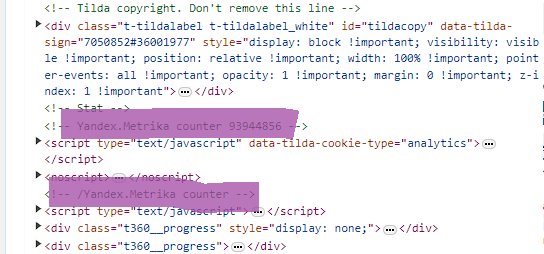 <!-- Tilda copyright. Don't remove this line -->
<div class="t-tildalabel t-tildalabel_white" id="tildacopy" data-tilda-
sign="7050852#36001977" style="display: block !important; visibility: visib
le !important; position: relative !important; width: 100% !important; point
er-events: all !important; opacity: 1 !important; margin: 0 !important; z-i
ndex: 1 !important">…</div>
<!-- Stat -->
<!-- Yandex.Metrika counter 93944856 -->
<script type="text/javascript" data-tilda-cookie-type="analytics">…
</script>
<noscript>…</noscript>
<!-- /Yandex.Metrika counter -->
<script type="text/javascript">…</script>
<div class="t360__progress" style="display: none;">…</div>
<div class="t360__progress">…</div>